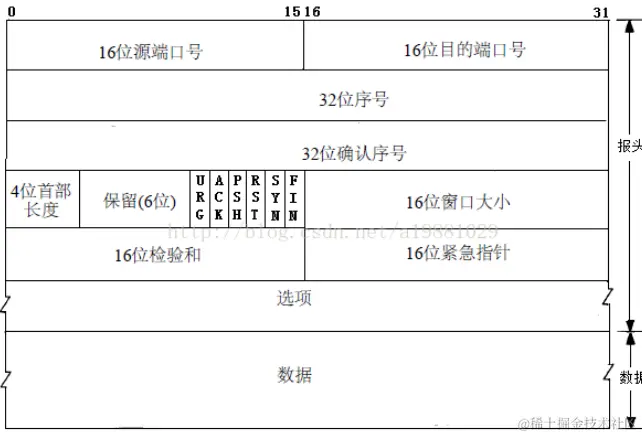 0 15 16 31
16位源端口号 16位目的端口号
32位序号
32位确认序号
报头
4位首部长度 保留(6位) URG ACK PSH RST SYN FIN 16位窗口大小
http://blog.csdn.net/a19881029
16位检验和 16位紧急指针
选项
数据 数据
@稀土掘金技术社区